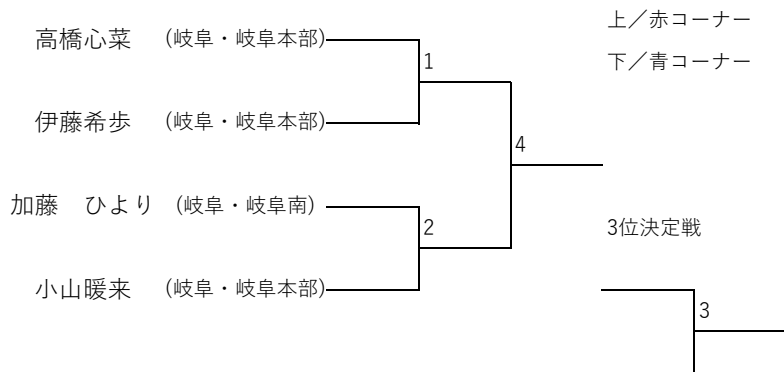 上／赤コーナー
高橋心菜　(岐阜・岐阜本部)
1
下／青コーナー
伊藤希歩　(岐阜・岐阜本部)
4
加藤　ひより　(岐阜・岐阜南)
2
3位決定戦
小山暖来　(岐阜・岐阜本部)
3